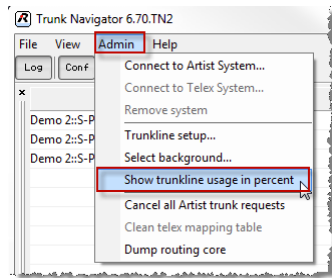 Trunk Navigator 6.70.TN2
File View Admin Help
Log Conf
Connect to Artist System...
Connect to Telex System...
Remove system
Demo 2::S-P
Demo 2::S-P
Demo 2::S-P
Trunkline setup...
Select background...
Show trunkline usage in percent
Cancel all Artist trunk requests
Clean telex mapping table
Dump routing core